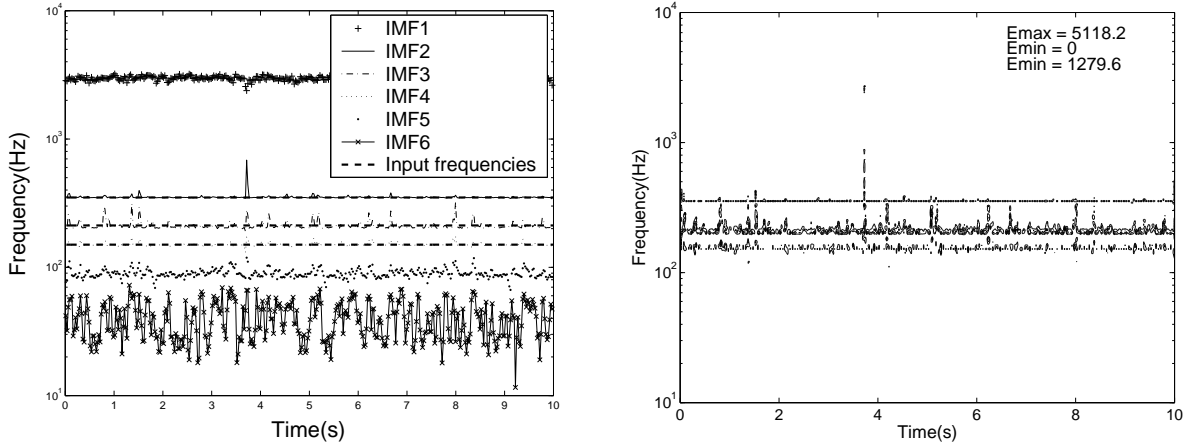 10^4
10^3
10^2
10^1
Frequency(Hz)
IMF1
IMF2
IMF3
IMF4
IMF5
IMF6
Input frequencies
0 1 2 3 4 5 6 7 8 9 10
Time(s)
10^4
10^3
10^2
10^1
Frequency(Hz)
Emax = 5118.2
Emin = 0
Emin = 1279.6
0 2 4 6 8 10
Time(s)